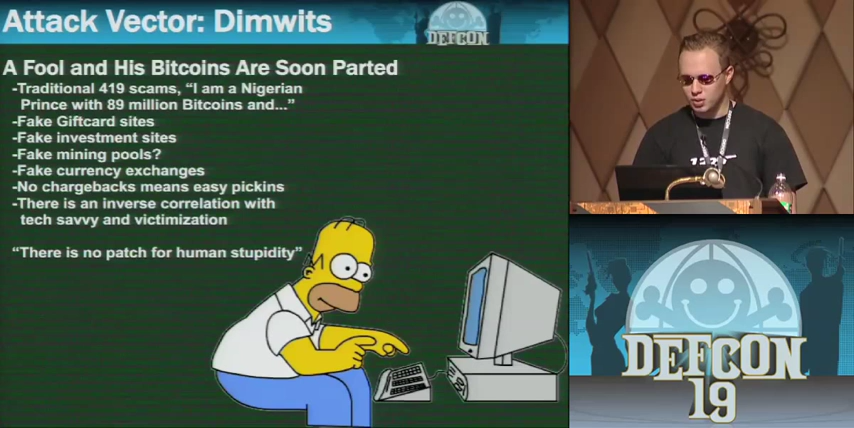 Attack Vector: Dimwits
DEFCON
A Fool and His Bitcoins Are Soon Parted
-Traditional 419 scams, “I am a Nigerian
Prince with 89 million Bitcoins and...”
-Fake Giftcard sites
-Fake investment sites
-Fake mining pools?
-Fake currency exchanges
-No chargebacks means easy pickins
-There is an inverse correlation with
tech savvy and victimization
“There is no patch for human stupidity”
DEFCON
19